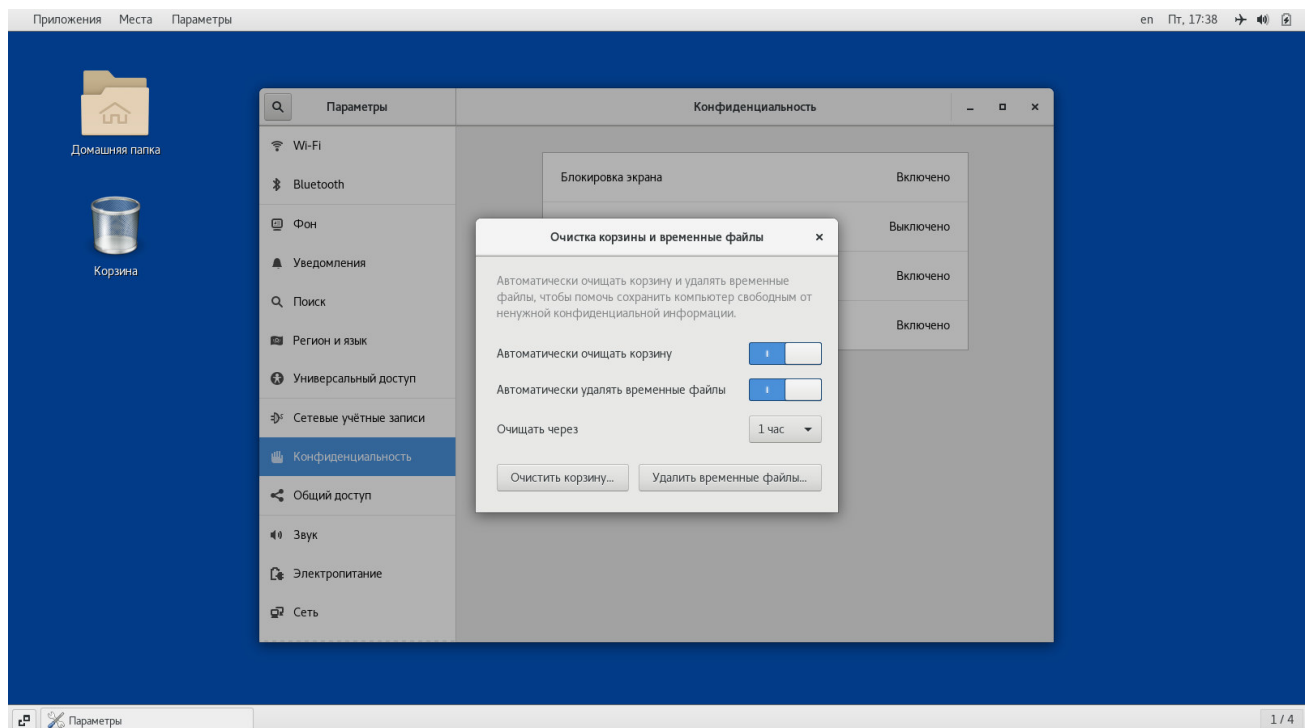 Приложения Места Параметры
en Пт, 17:38
Домашняя папка
Корзина
Параметры
Конфиденциальность
Wi-Fi
Bluetooth
Фон
Уведомления
Поиск
Регион и язык
Универсальный доступ
Сетевые учётные записи
Конфиденциальность
Общий доступ
Звук
Электропитание
Сеть
Блокировка экрана Включено
Выключено
Включено
Включено
Очистка корзины и временные файлы
Автоматически очищать корзину и удалять временные
файлы, чтобы помочь сохранить компьютер свободным от
ненужной конфиденциальной информации.
Автоматически очищать корзину
Автоматически удалять временные файлы
Очищать через 1 час
Очистить корзину... Удалить временные файлы...
Параметры
1 / 4